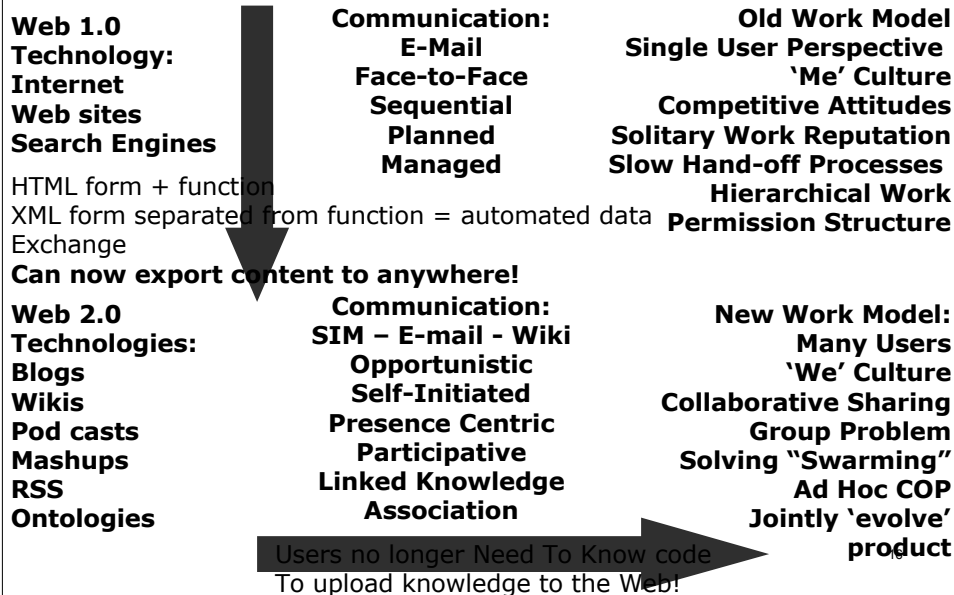 Web 1.0
Technology:
Internet
Web sites
Search Engines
Communication:
E-Mail
Face-to-Face
Sequential
Planned
Managed
Old Work Model
Single User Perspective
‘Me’ Culture
Competitive Attitudes
Solitary Work Reputation
Slow Hand-off Processes
Hierarchical Work
Permission Structure
HTML form + function
XML form separated from function = automated data
Exchange
Can now export content to anywhere!
Web 2.0
Technologies:
Blogs
Wikis
Pod casts
Mashups
RSS
Ontologies
Communication:
SIM – E-mail - Wiki
Opportunistic
Self-Initiated
Presence Centric
Participative
Linked Knowledge
Association
New Work Model:
Many Users
‘We’ Culture
Collaborative Sharing
Group Problem
Solving “Swarming”
Ad Hoc COP
Jointly ‘evolve’
product
Users no longer Need To Know code
To upload knowledge to the Web!